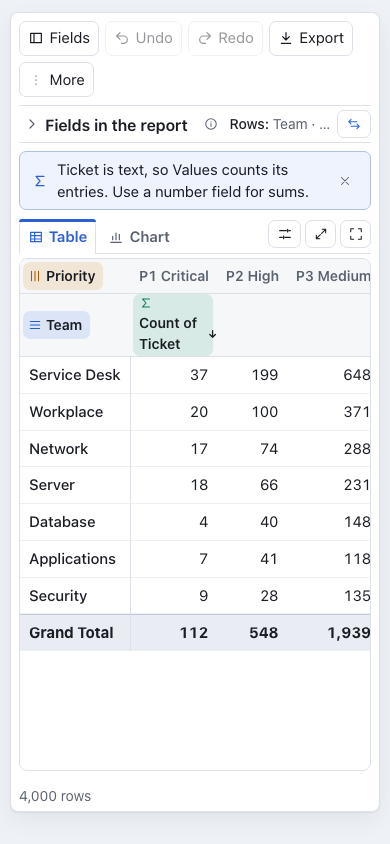 Fields Undo Redo Export
More
Fields in the report Rows: Team · ...
Ticket is text, so Values counts its
entries. Use a number field for sums.
Table Chart
Priority P1 Critical P2 High P3 Medium
Team Count of
Ticket
Service Desk 37 199 648
Workplace 20 100 371
Network 17 74 288
Server 18 66 231
Database 4 40 148
Applications 7 41 118
Security 9 28 135
Grand Total 112 548 1,939
4,000 rows